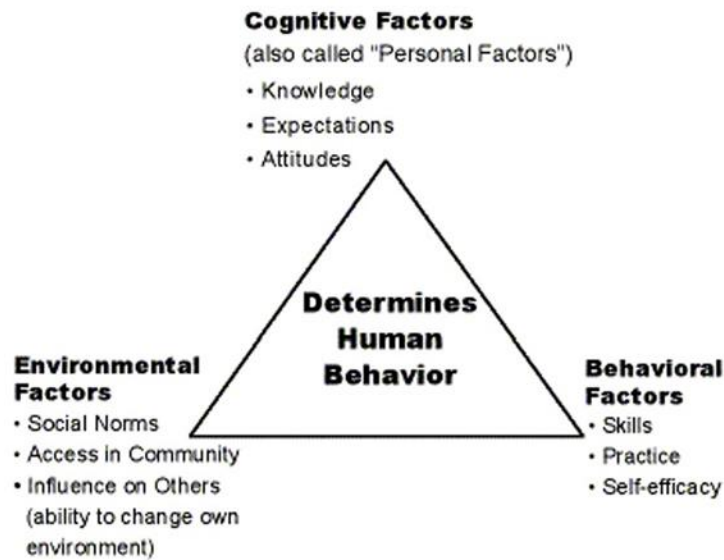 Cognitive Factors
(also called "Personal Factors")
• Knowledge
• Expectations
• Attitudes
Determines
Human
Behavior
Environmental
Factors
• Social Norms
• Access in Community
• Influence on Others
(ability to change own
environment)
Behavioral
Factors
• Skills
• Practice
• Self-efficacy